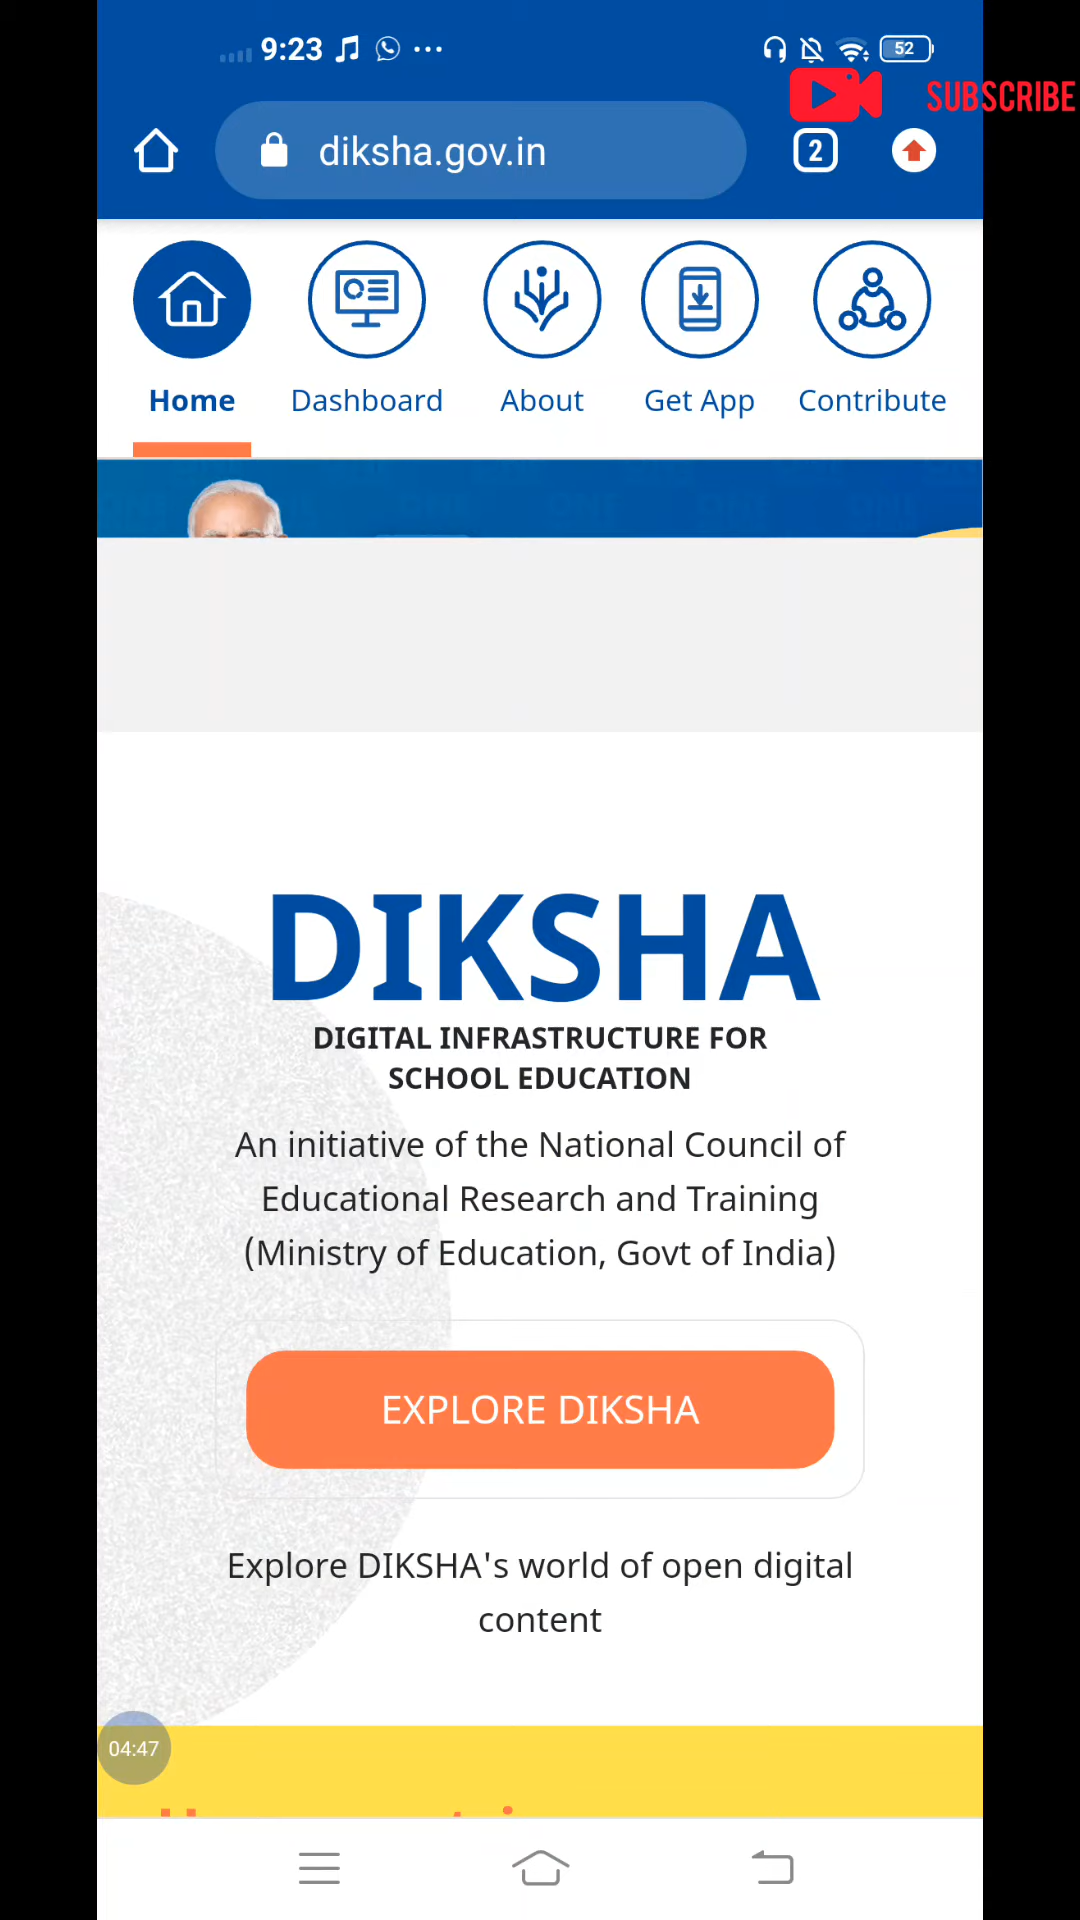 9:23
52
SUBSCRIBE
diksha.gov.in
2
Home
Dashboard
About
Get App
Contribute
DIKSHA
DIGITAL INFRASTRUCTURE FOR
SCHOOL EDUCATION
An initiative of the National Council of
Educational Research and Training
(Ministry of Education, Govt of India)
EXPLORE DIKSHA
Explore DIKSHA's world of open digital
content
04:47